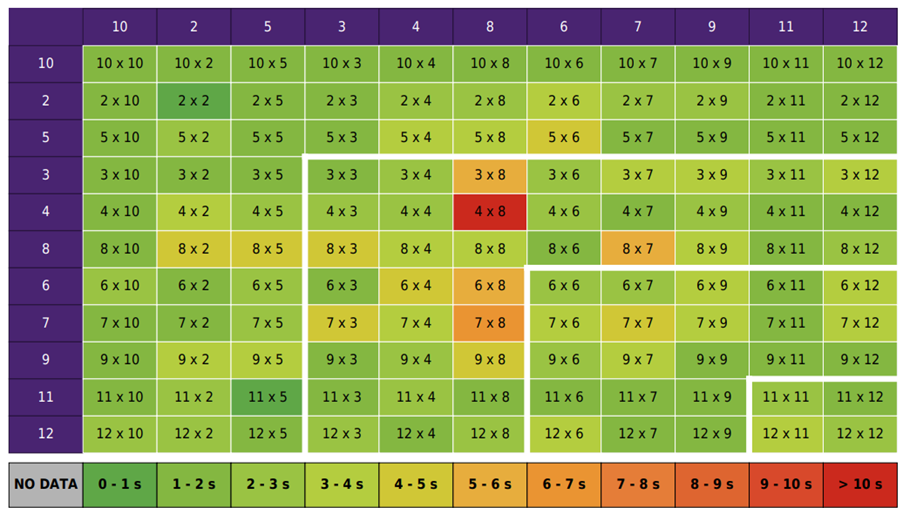 10 2 5 3 4 8 6 7 9 11 12
10 10 x 10 10 x 2 10 x 5 10 x 3 10 x 4 10 x 8 10 x 6 10 x 7 10 x 9 10 x 11 10 x 12
2 2 x 10 2 x 2 2 x 5 2 x 3 2 x 4 2 x 8 2 x 6 2 x 7 2 x 9 2 x 11 2 x 12
5 5 x 10 5 x 2 5 x 5 5 x 3 5 x 4 5 x 8 5 x 6 5 x 7 5 x 9 5 x 11 5 x 12
3 3 x 10 3 x 2 3 x 5 3 x 3 3 x 4 3 x 8 3 x 6 3 x 7 3 x 9 3 x 11 3 x 12
4 4 x 10 4 x 2 4 x 5 4 x 3 4 x 4 4 x 8 4 x 6 4 x 7 4 x 9 4 x 11 4 x 12
8 8 x 10 8 x 2 8 x 5 8 x 3 8 x 4 8 x 8 8 x 6 8 x 7 8 x 9 8 x 11 8 x 12
6 6 x 10 6 x 2 6 x 5 6 x 3 6 x 4 6 x 8 6 x 6 6 x 7 6 x 9 6 x 11 6 x 12
7 7 x 10 7 x 2 7 x 5 7 x 3 7 x 4 7 x 8 7 x 6 7 x 7 7 x 9 7 x 11 7 x 12
9 9 x 10 9 x 2 9 x 5 9 x 3 9 x 4 9 x 8 9 x 6 9 x 7 9 x 9 9 x 11 9 x 12
11 11 x 10 11 x 2 11 x 5 11 x 3 11 x 4 11 x 8 11 x 6 11 x 7 11 x 9 11 x 11 11 x 12
12 12 x 10 12 x 2 12 x 5 12 x 3 12 x 4 12 x 8 12 x 6 12 x 7 12 x 9 12 x 11 12 x 12
NO DATA 0 - 1 s 1 - 2 s 2 - 3 s 3 - 4 s 4 - 5 s 5 - 6 s 6 - 7 s 7 - 8 s 8 - 9 s 9 - 10 s > 10 s